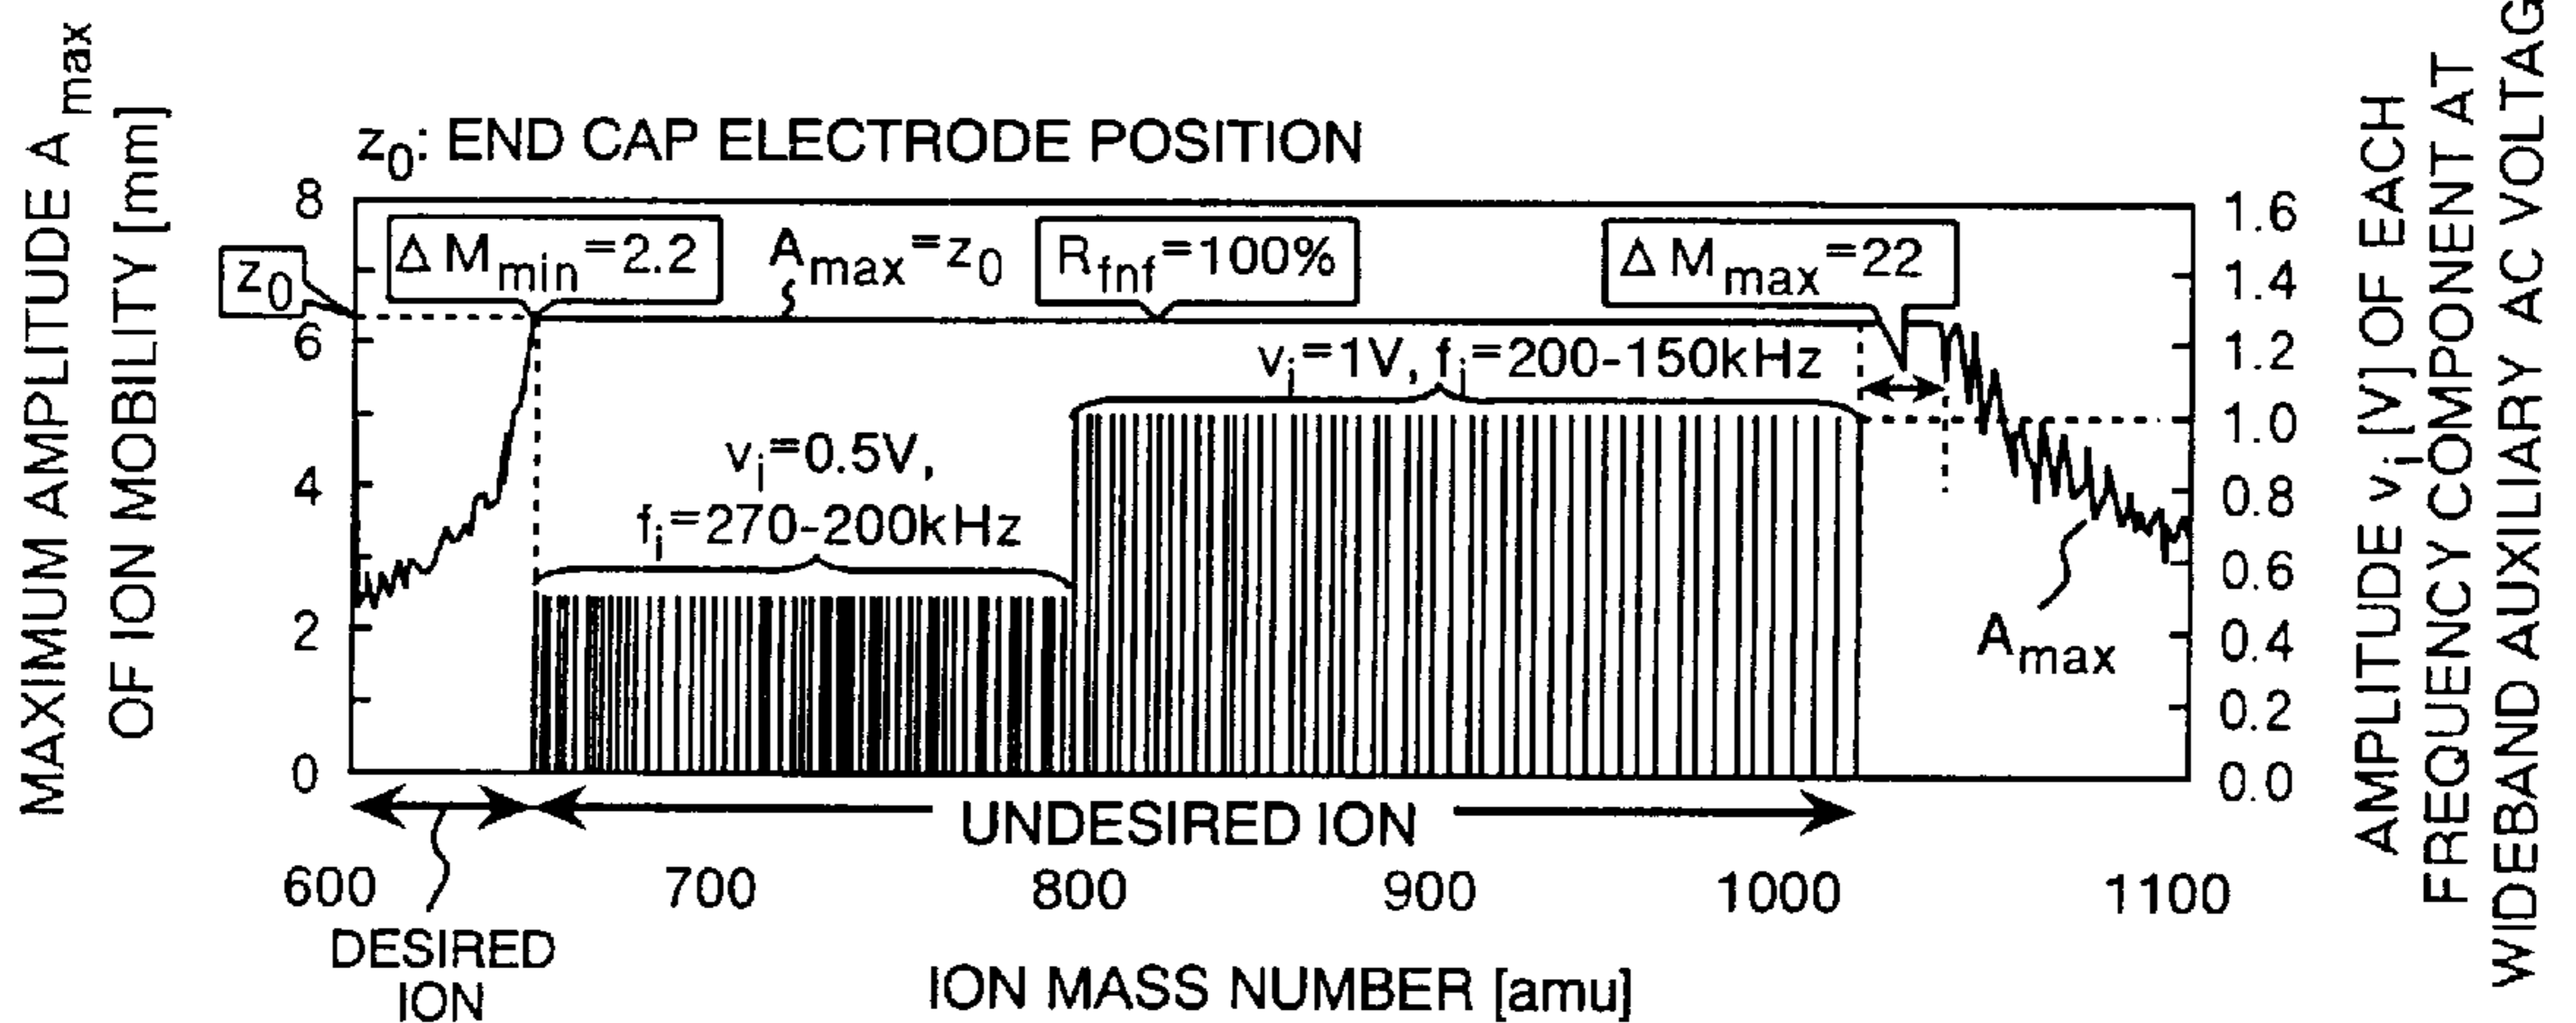 MAXIMUM AMPLITUDE A max
OF ION MOBILITY [mm]
z0: END CAP ELECTRODE POSITION
8
6
4
2
0
z0
Δ Mmin=2.2
Amax=z0
Rfnf=100%
Δ Mmax=22
vi=1V, fi=200-150kHz
vi=0.5V,
fi=270-200kHz
Amax
1.6
1.4
1.2
1.0
0.8
0.6
0.4
0.2
0.0
AMPLITUDE vi [V] OF EACH
FREQUENCY COMPONENT AT
WIDEBAND AUXILIARY AC VOLTAG
UNDESIRED ION
600 700 800 900 1000 1100
DESIRED
ION
ION MASS NUMBER [amu]